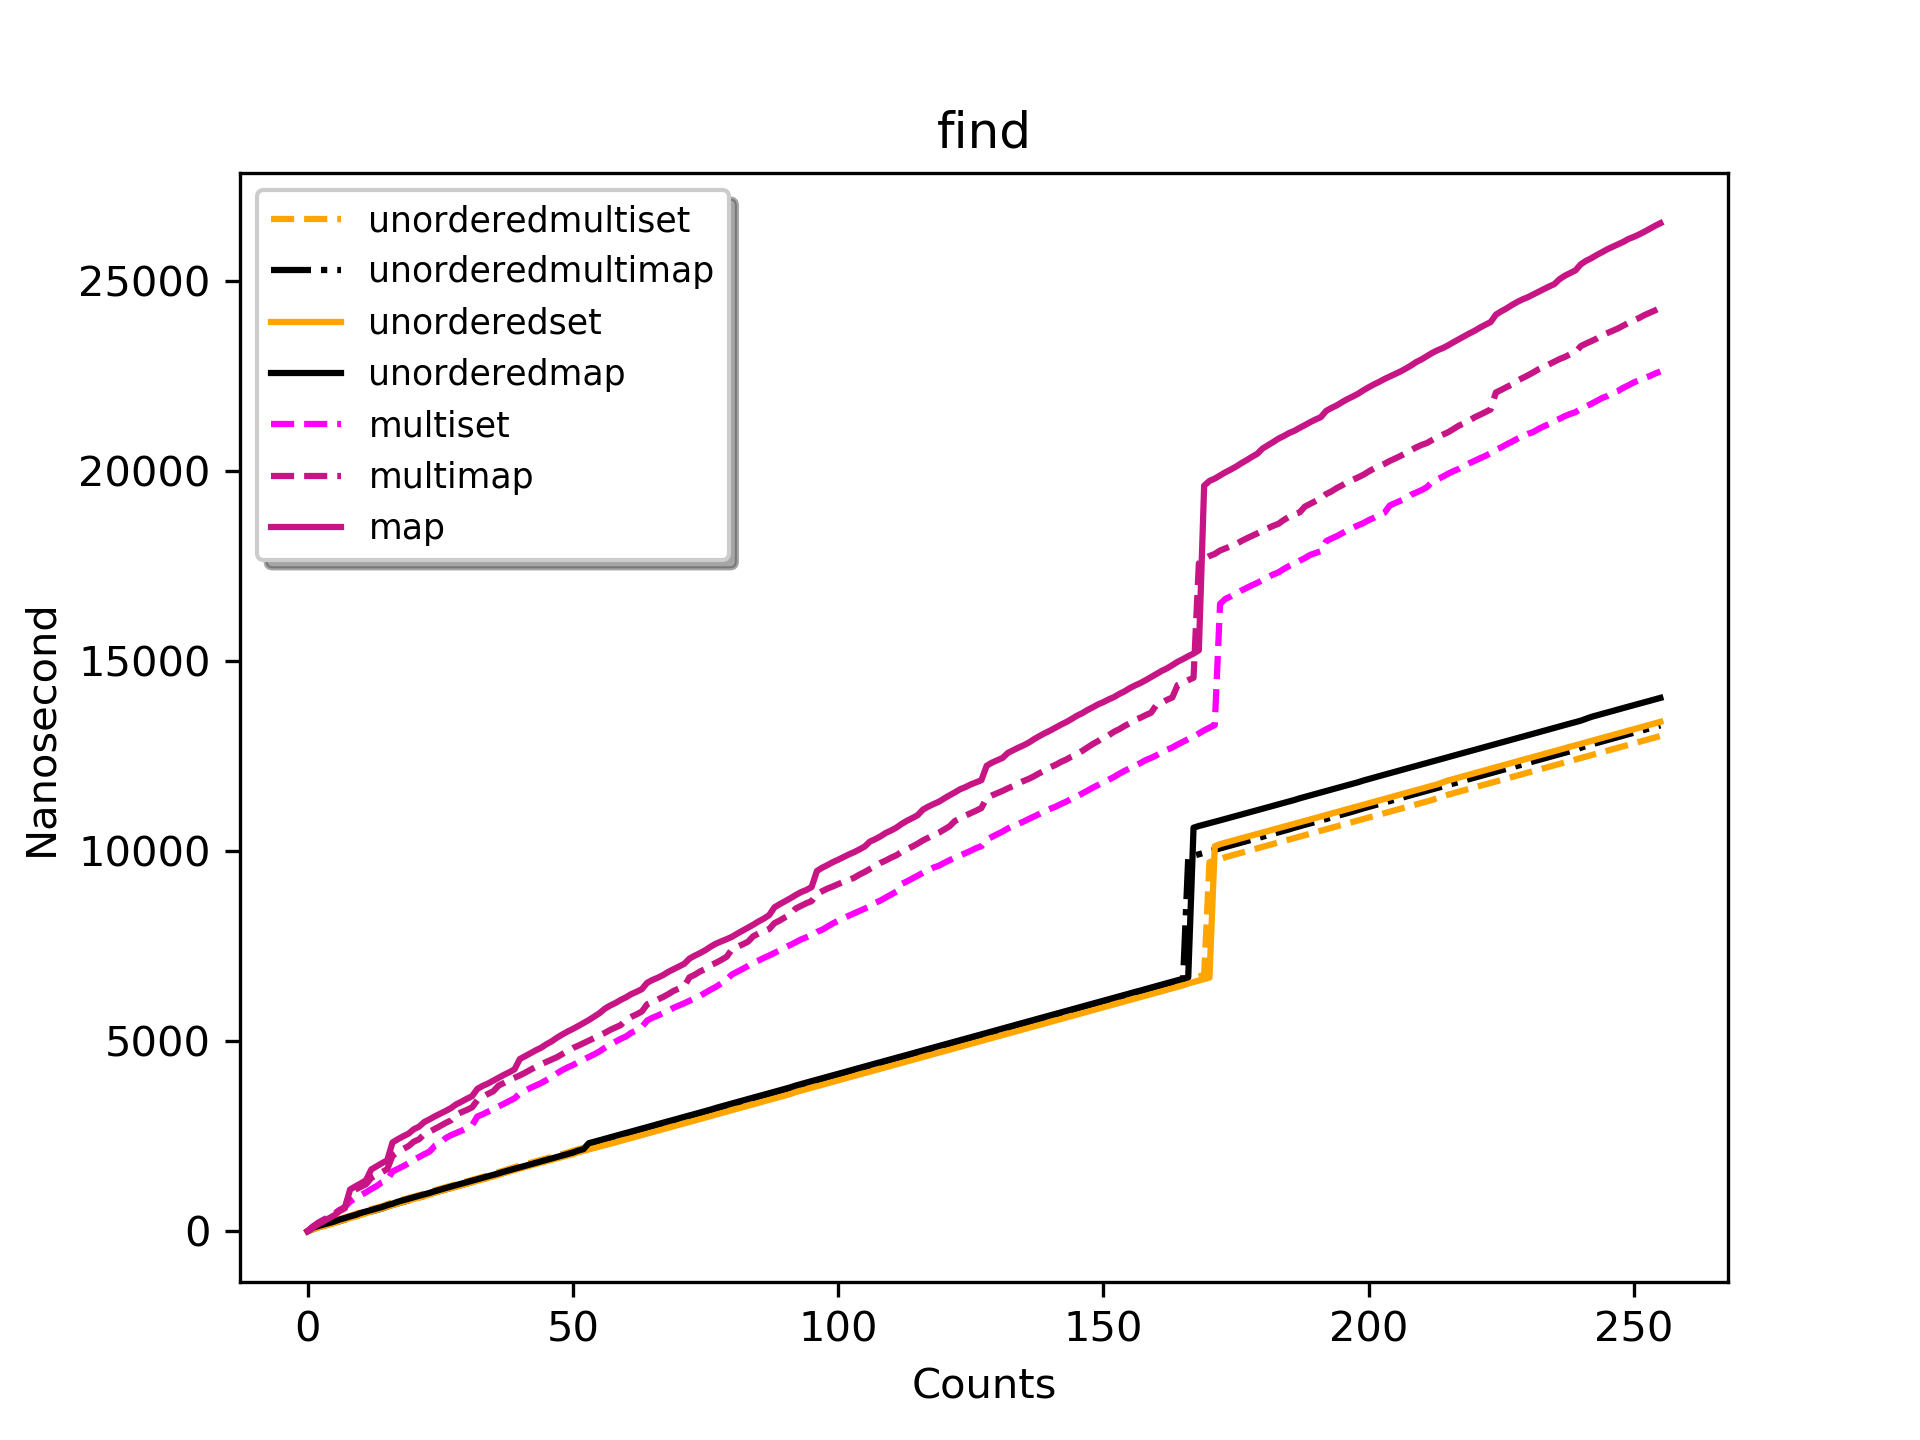 find
unorderedmultiset
unorderedmultimap
unorderedset
unorderedmap
multiset
multimap
map
Nanosecond
25000
20000
15000
10000
5000
0
0 50 100 150 200 250
Counts